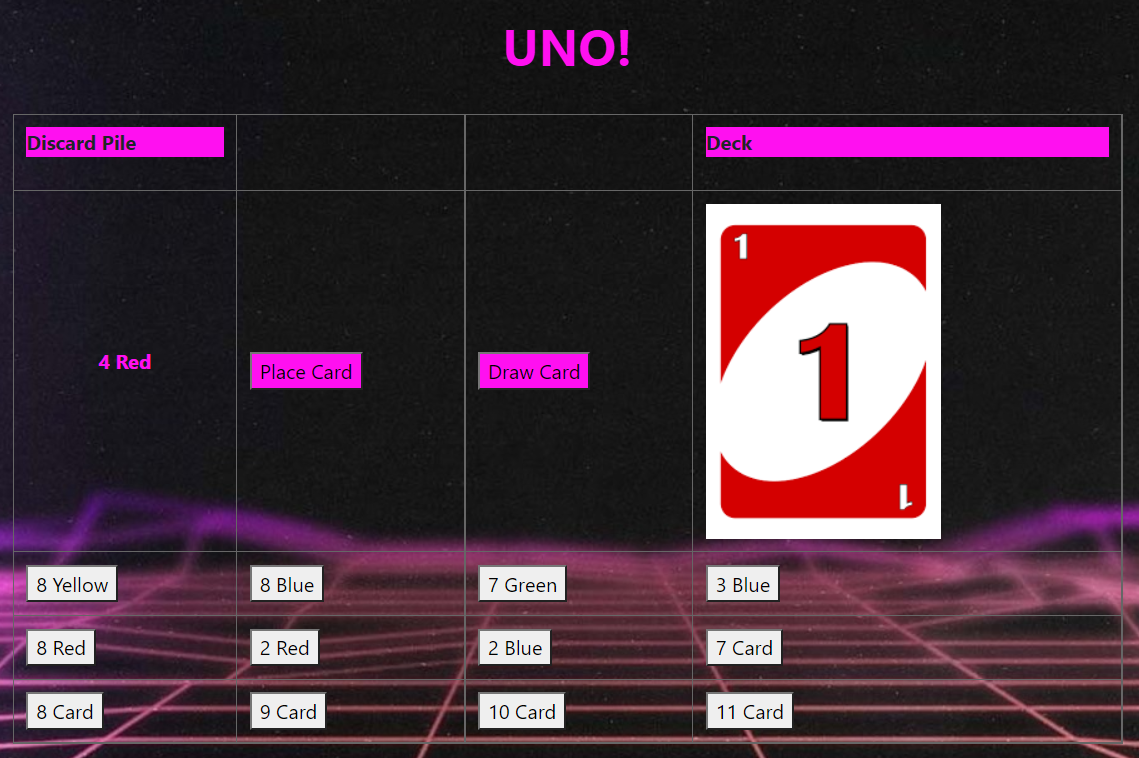 UNO!
Discard Pile
Deck
4 Red
Place Card
Draw Card
1
1
1
8 Yellow
8 Blue
7 Green
3 Blue
8 Red
2 Red
2 Blue
7 Card
8 Card
9 Card
10 Card
11 Card